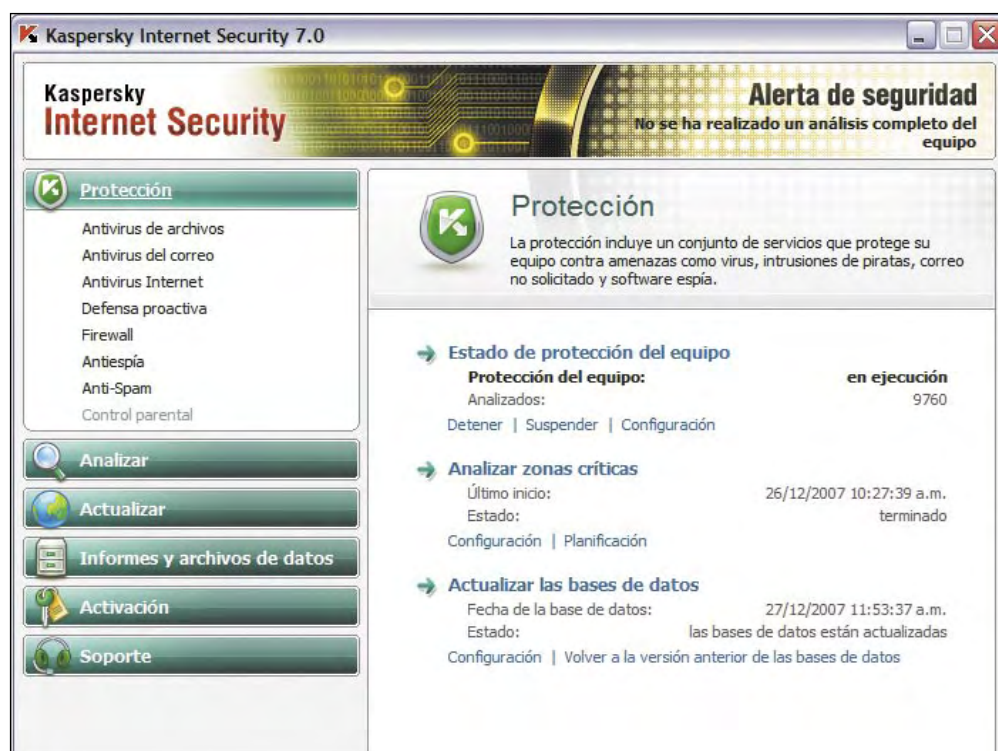 Kaspersky Internet Security 7.0
Kaspersky
Internet Security
Alerta de seguridad
No se ha realizado un análisis completo del
equipo
Protección
Antivirus de archivos
Antivirus del correo
Antivirus Internet
Defensa proactiva
Firewall
Antiespía
Anti-Spam
Control parental
Analizar
Actualizar
Informes y archivos de datos
Activación
Soporte
Protección
La protección incluye un conjunto de servicios que protege su
equipo contra amenazas como virus, intrusiones de piratas, correo
no solicitado y software espía.
Estado de protección del equipo
Protección del equipo: en ejecución
Analizados: 9760
Detener | Suspender | Configuración
Analizar zonas críticas
Último inicio: 26/12/2007 10:27:39 a.m.
Estado: terminado
Configuración | Planificación
Actualizar las bases de datos
Fecha de la base de datos: 27/12/2007 11:53:37 a.m.
Estado: las bases de datos están actualizadas
Configuración | Volver a la versión anterior de las bases de datos